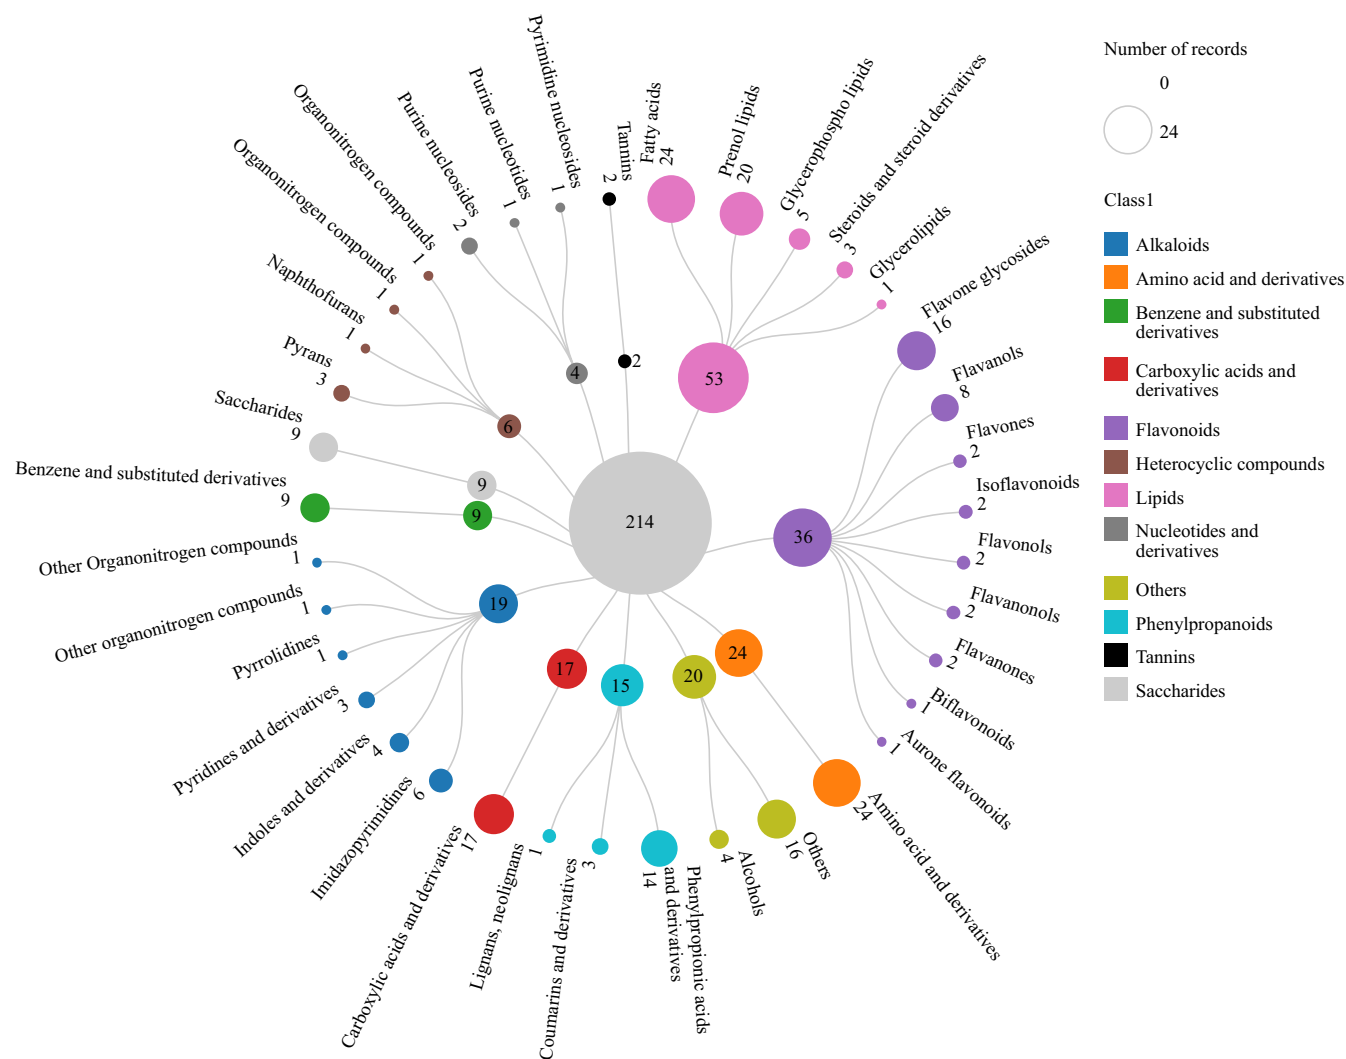 Number of records
0
24
Class1
Alkaloids
Amino acid and derivatives
Benzene and substituted
derivatives
Carboxylic acids and
derivatives
Flavonoids
Heterocyclic compounds
Lipids
Nucleotides and
derivatives
Others
Phenylpropanoids
Tannins
Saccharides
214
53
Fatty acids
24
Prenol lipids
20
Glycerophospho lipids
5
Steroids and steroid derivatives
3
Glycerolipids
1
36
Flavone glycosides
16
Flavanols
8
Flavones
2
Isoflavonoids
2
Flavonols
2
Flavanonols
2
Flavanones
2
Biflavonoids
1
Aurone flavonoids
1
24
Amino acid and derivatives
24
20
Others
16
Alcohols
4
15
Phenylpropionic acids
and derivatives
14
Coumarins and derivatives
3
Lignans, neolignans
1
17
Carboxylic acids and derivatives
17
19
Imidazopyrimidines
6
Indoles and derivatives
4
Pyridines and derivatives
3
Pyrrolidines
1
Other organonitrogen compounds
1
Other Organonitrogen compounds
1
9
Benzene and substituted derivatives
9
9
Saccharides
9
6
Pyrans
3
Naphthofurans
1
Organonitrogen compounds
1
Organonitrogen compounds
1
4
Purine nucleosides
2
Purine nucleotides
1
Pyrimidine nucleosides
1
2
Tannins
2